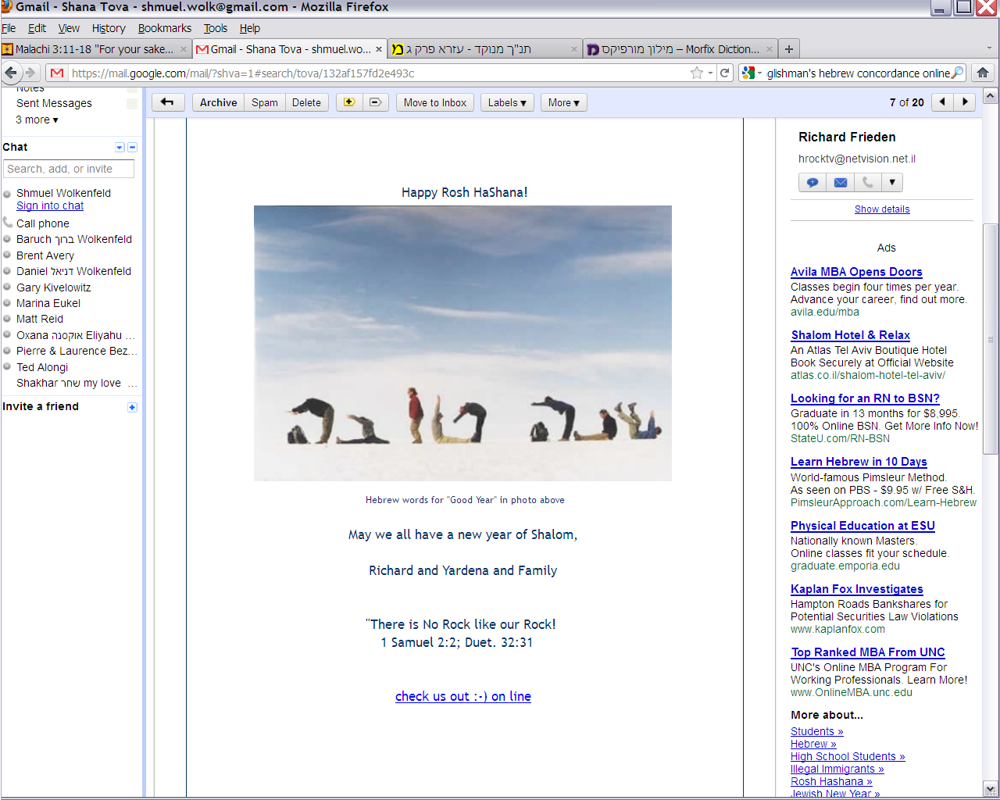 Gmail - Shana Tova - shmuel.wolk@gmail.com - Mozilla Firefox
File Edit View History Bookmarks Tools Help
Malachi 3:11-18 "For your sake...
Gmail - Shana Tova - shmuel.wo...
תנ"ך מנוקד - עזרא פרק ג
מילון מורפיקס – Morfix Diction...
https://mail.google.com/mail/?shva=1#search/tova/132af157fd2e493c
glishman's hebrew concordance online
Notes
Sent Messages
3 more ▾
Chat
Search, add, or invite
Shmuel Wolkenfeld
Sign into chat
Call phone
Baruch ברוך Wolkenfeld
Brent Avery
Daniel דניאל Wolkenfeld
Gary Kivelowitz
Marina Eukel
Matt Reid
Oxana אוקסנה Eliyahu ...
Pierre & Laurence Bez...
Ted Alongi
Shakhar שחר my love ...
Invite a friend
Archive Spam Delete Move to Inbox Labels ▾ More ▾ 7 of 20
Happy Rosh HaShana!
שנה טובה
Hebrew words for "Good Year" in photo above
May we all have a new year of Shalom,
Richard and Yardena and Family
"There is No Rock like our Rock!
1 Samuel 2:2; Duet. 32:31
check us out :-) on line
Richard Frieden
hrocktv@netvision.net.il
Show details
Ads
Avila MBA Opens Doors
Classes begin four times per year.
Advance your career, find out more.
avila.edu/mba
Shalom Hotel & Relax
An Atlas Tel Aviv Boutique Hotel
Book Securely at Official Website
atlas.co.il/shalom-hotel-tel-aviv/
Looking for an RN to BSN?
Graduate in 13 months for $8,995.
100% Online BSN. Get More Info Now!
StateU.com/RN-BSN
Learn Hebrew in 10 Days
World-famous Pimsleur Method.
As seen on PBS - $9.95 w/ Free S&H.
PimsleurApproach.com/Learn-Hebrew
Physical Education at ESU
Nationally known Masters.
Online classes fit your schedule.
graduate.emporia.edu
Kaplan Fox Investigates
Hampton Roads Bankshares for
Potential Securities Law Violations
www.kaplanfox.com
Top Ranked MBA From UNC
UNC's Online MBA Program For
Working Professionals. Learn More!
www.OnlineMBA.unc.edu
More about...
Students »
Hebrew »
High School Students »
Illegal Immigrants »
Rosh Hashana »
Jewish New Year »